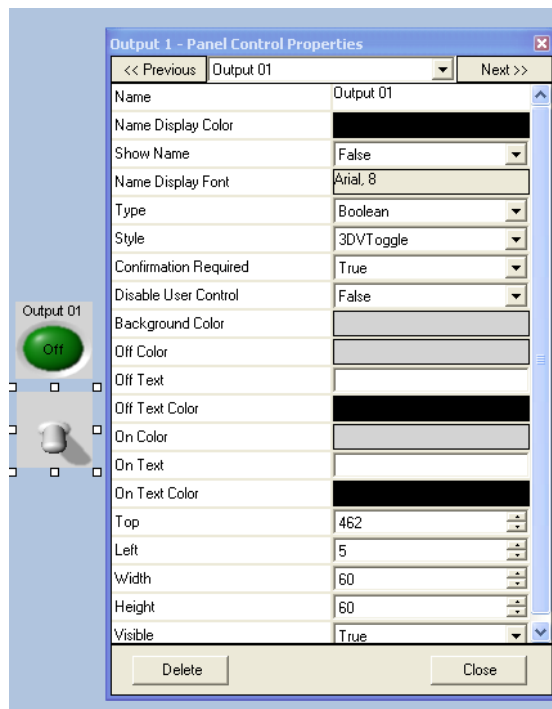 Output 1 - Panel Control Properties
<< Previous Output 01 Next >>
Name Output 01
Name Display Color
Show Name False
Name Display Font Arial, 8
Type Boolean
Style 3DVToggle
Confirmation Required True
Disable User Control False
Background Color
Off Color
Off Text
Off Text Color
On Color
On Text
On Text Color
Top 462
Left 5
Width 60
Height 60
Visible True
Delete Close
Output 01
Off